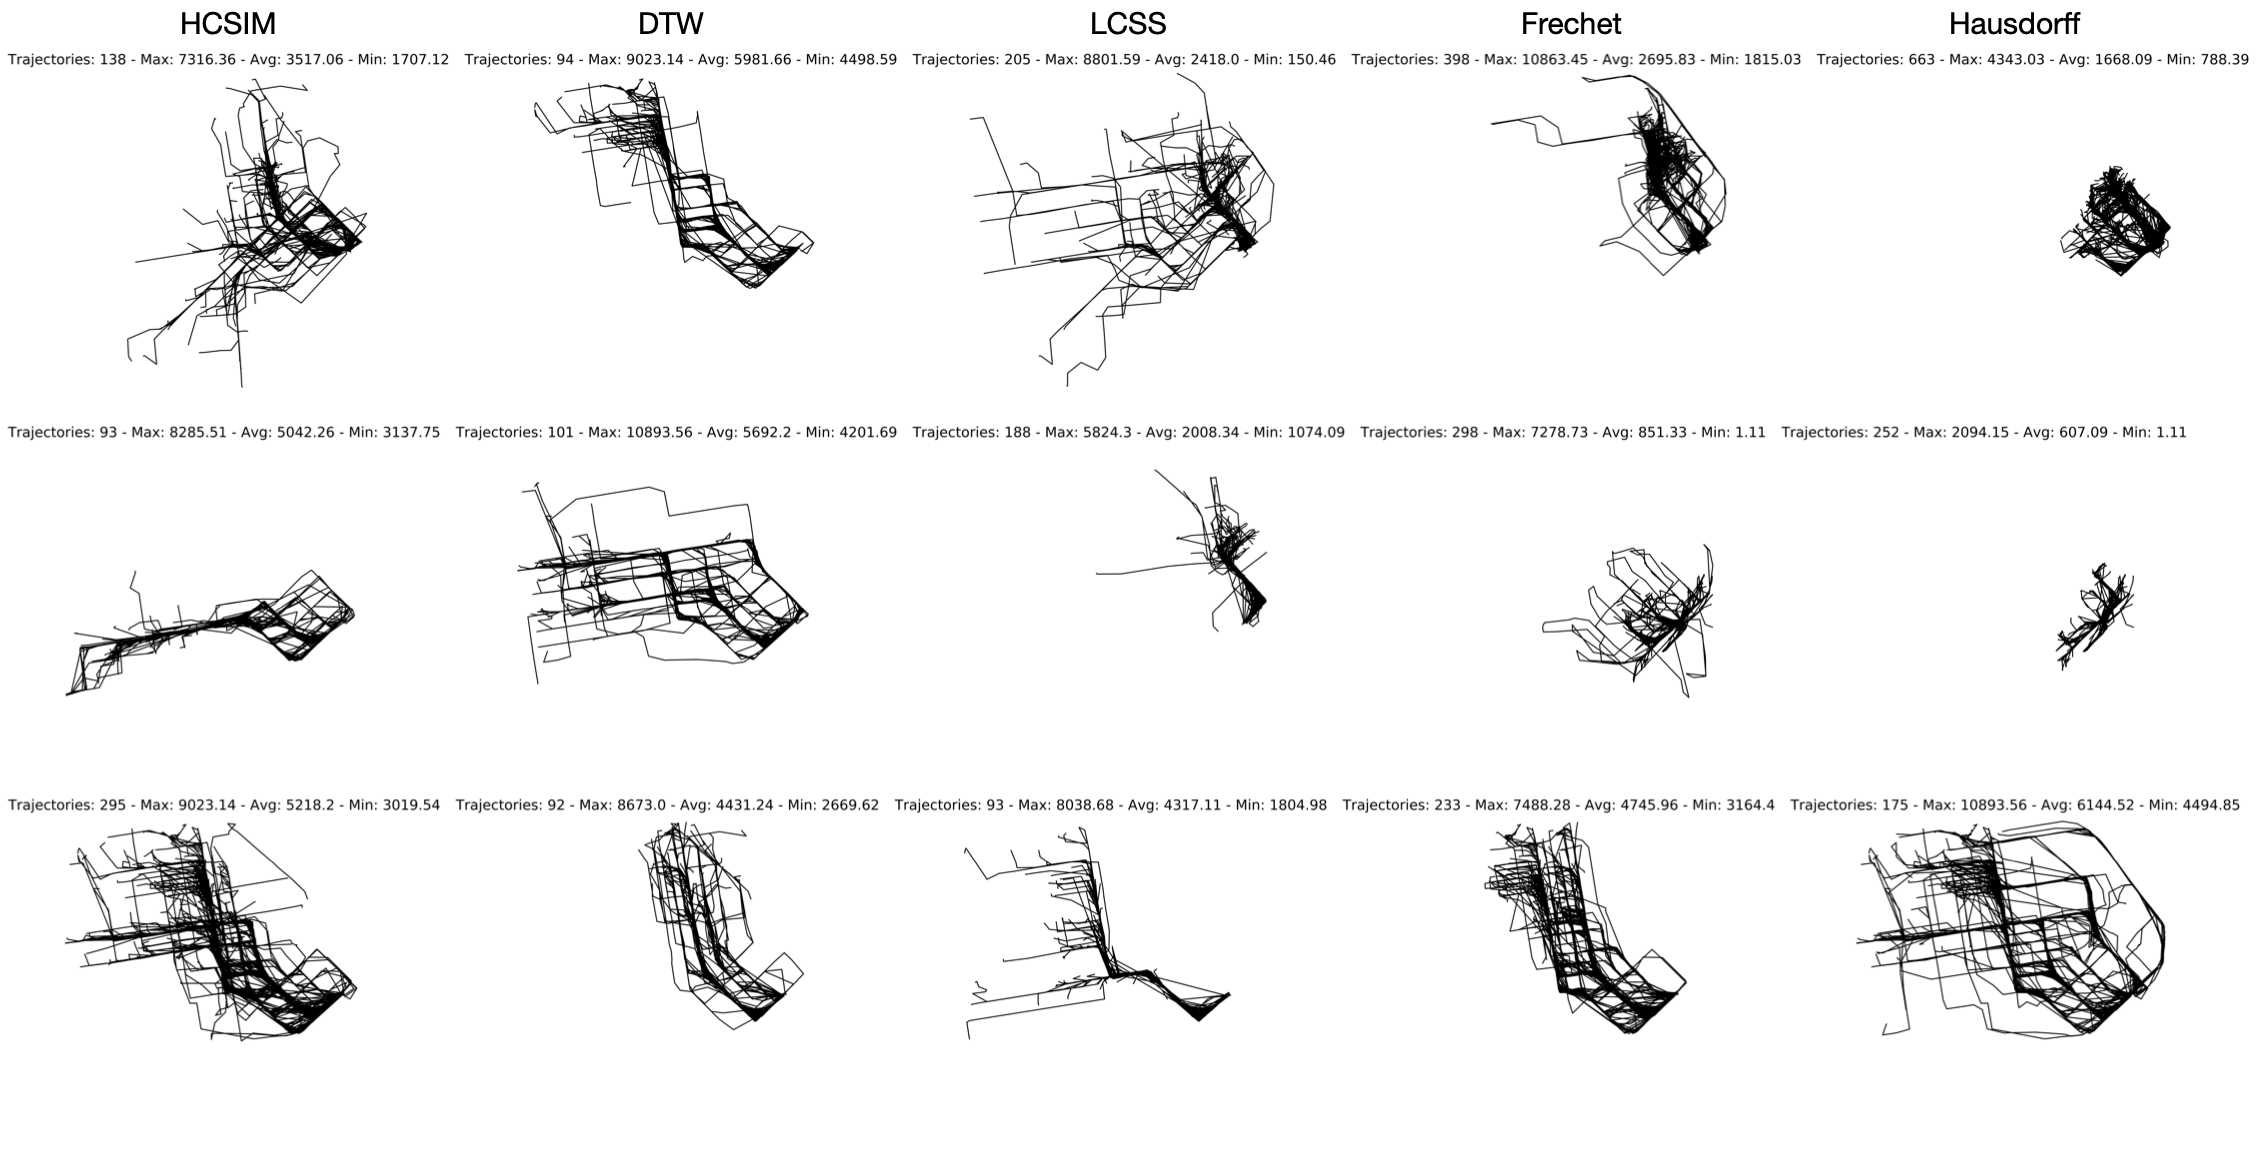 HCSIM DTW LCSS Frechet Hausdorff
Trajectories: 138 - Max: 7316.36 - Avg: 3517.06 - Min: 1707.12 Trajectories: 94 - Max: 9023.14 - Avg: 5981.66 - Min: 4498.59 Trajectories: 205 - Max: 8801.59 - Avg: 2418.0 - Min: 150.46 Trajectories: 398 - Max: 10863.45 - Avg: 2695.83 - Min: 1815.03 Trajectories: 663 - Max: 4343.03 - Avg: 1668.09 - Min: 788.39
Trajectories: 93 - Max: 8285.51 - Avg: 5042.26 - Min: 3137.75 Trajectories: 101 - Max: 10893.56 - Avg: 5692.2 - Min: 4201.69 Trajectories: 188 - Max: 5824.3 - Avg: 2008.34 - Min: 1074.09 Trajectories: 298 - Max: 7278.73 - Avg: 851.33 - Min: 1.11 Trajectories: 252 - Max: 2094.15 - Avg: 607.09 - Min: 1.11
Trajectories: 295 - Max: 9023.14 - Avg: 5218.2 - Min: 3019.54 Trajectories: 92 - Max: 8673.0 - Avg: 4431.24 - Min: 2669.62 Trajectories: 93 - Max: 8038.68 - Avg: 4317.11 - Min: 1804.98 Trajectories: 233 - Max: 7488.28 - Avg: 4745.96 - Min: 3164.4 Trajectories: 175 - Max: 10893.56 - Avg: 6144.52 - Min: 4494.85